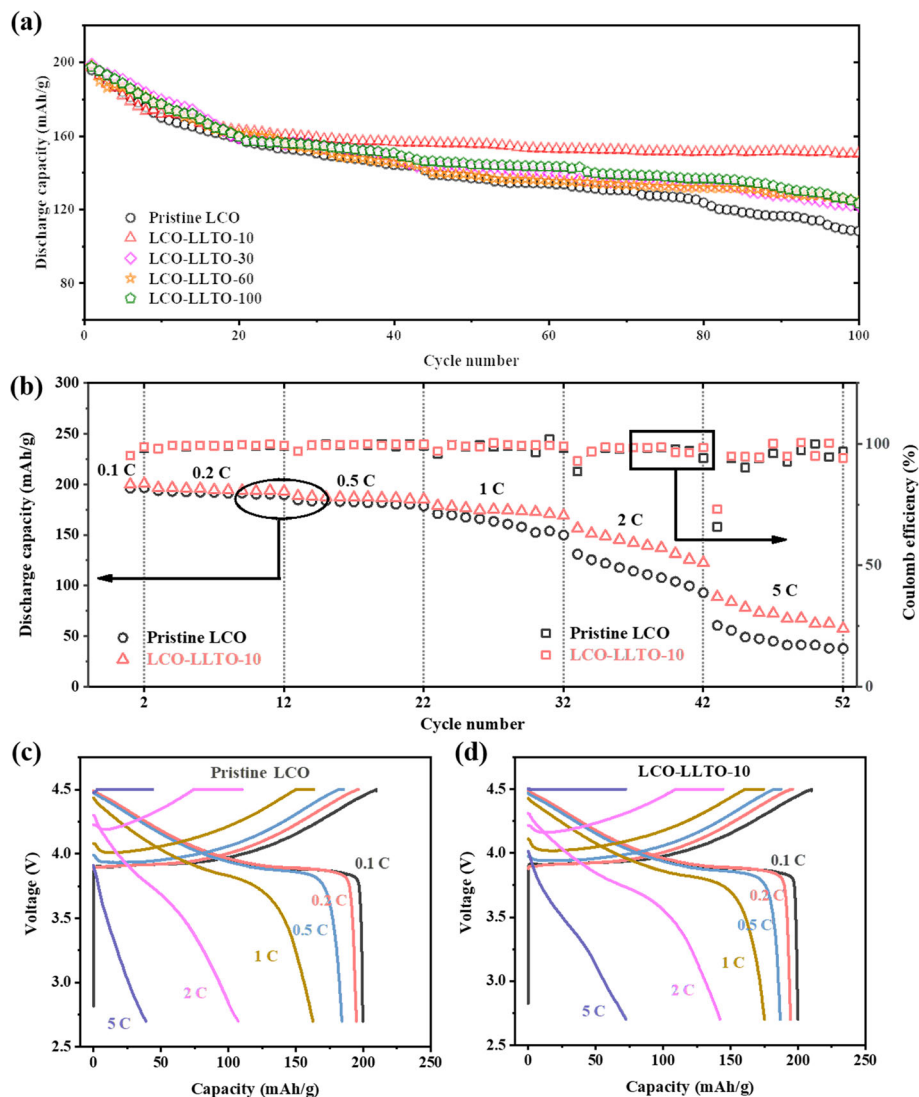 (a)
Discharge capacity (mAh/g)
200
160
120
80
Pristine LCO
LCO-LLTO-10
LCO-LLTO-30
LCO-LLTO-60
LCO-LLTO-100
0 20 40 60 80 100
Cycle number
(b)
Discharge capacity (mAh/g)
300
250
200
150
100
50
0
0.1 C
0.2 C
0.5 C
1 C
2 C
5 C
Pristine LCO
LCO-LLTO-10
Pristine LCO
LCO-LLTO-10
100
50
0
Coulomb efficiency (%)
2 12 22 32 42 52
Cycle number
(c)
Pristine LCO
Voltage (V)
4.5
4.0
3.5
3.0
2.5
0.1 C
0.2 C
0.5 C
1 C
2 C
5 C
0 50 100 150 200 250
Capacity (mAh/g)
(d)
LCO-LLTO-10
Voltage (V)
4.5
4.0
3.5
3.0
2.5
0.1 C
0.2 C
0.5C
1 C
2 C
5 C
0 50 100 150 200 250
Capacity (mAh/g)